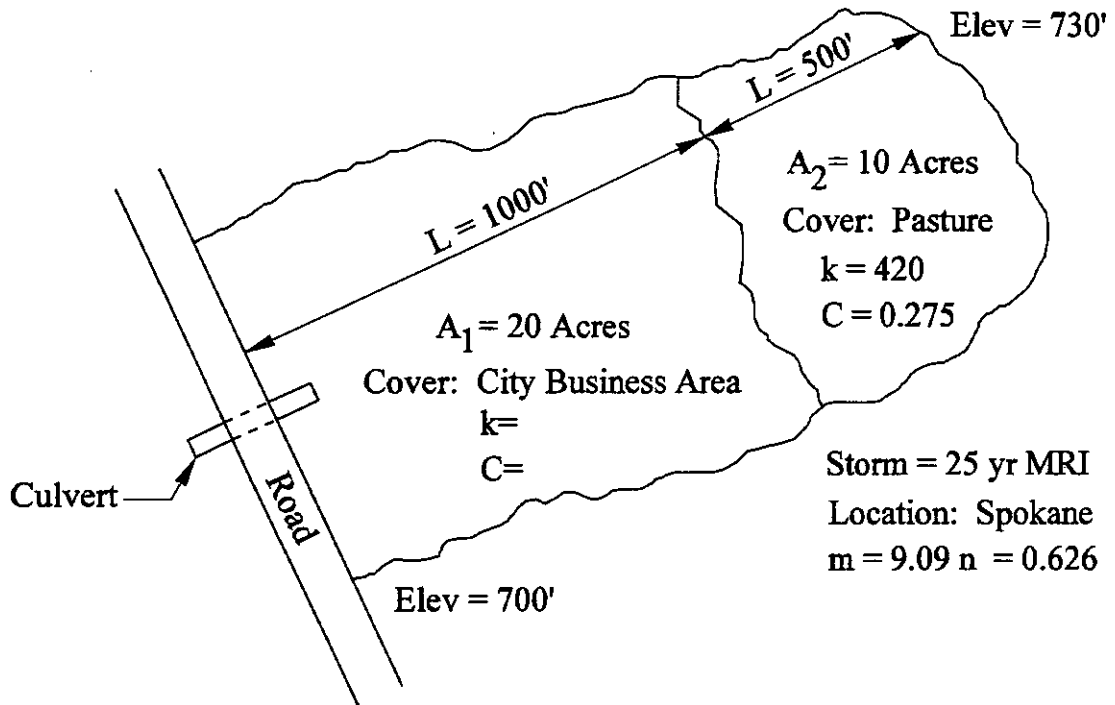 Elev = 730'
L = 500'
A2= 10 Acres
Cover: Pasture
k = 420
C = 0.275
L = 1000'
A1= 20 Acres
Cover: City Business Area
k=
C=
Storm = 25 yr MRI
Location: Spokane
m = 9.09 n = 0.626
Culvert
Road
Elev = 700'